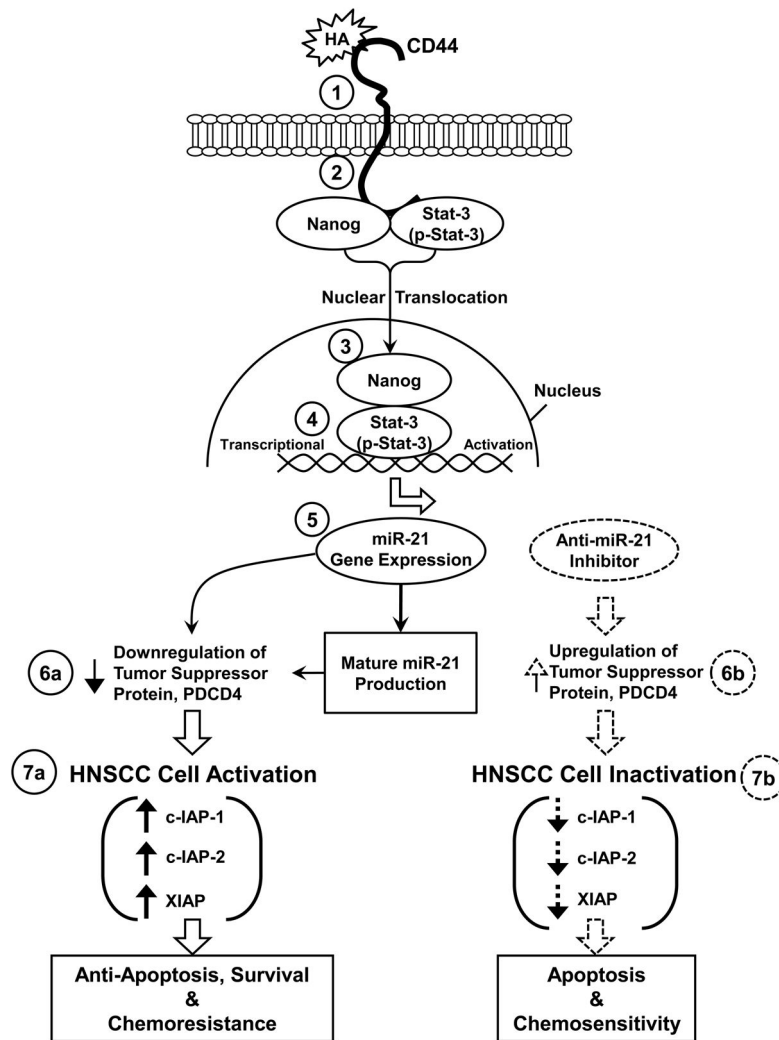 HA
CD44
1
2
Nanog
Stat-3
(p-Stat-3)
Nuclear Translocation
3
Nanog
Nucleus
4
Stat-3
(p-Stat-3)
Transcriptional
Activation
5
miR-21
Gene Expression
Anti-miR-21
Inhibitor
6a
Downregulation of
Tumor Suppressor
Protein, PDCD4
Mature miR-21
Production
Upregulation of
Tumor Suppressor
Protein, PDCD4
6b
7a
HNSCC Cell Activation
HNSCC Cell Inactivation
7b
c-IAP-1
c-IAP-2
XIAP
c-IAP-1
c-IAP-2
XIAP
Anti-Apoptosis, Survival
&
Chemoresistance
Apoptosis
&
Chemosensitivity